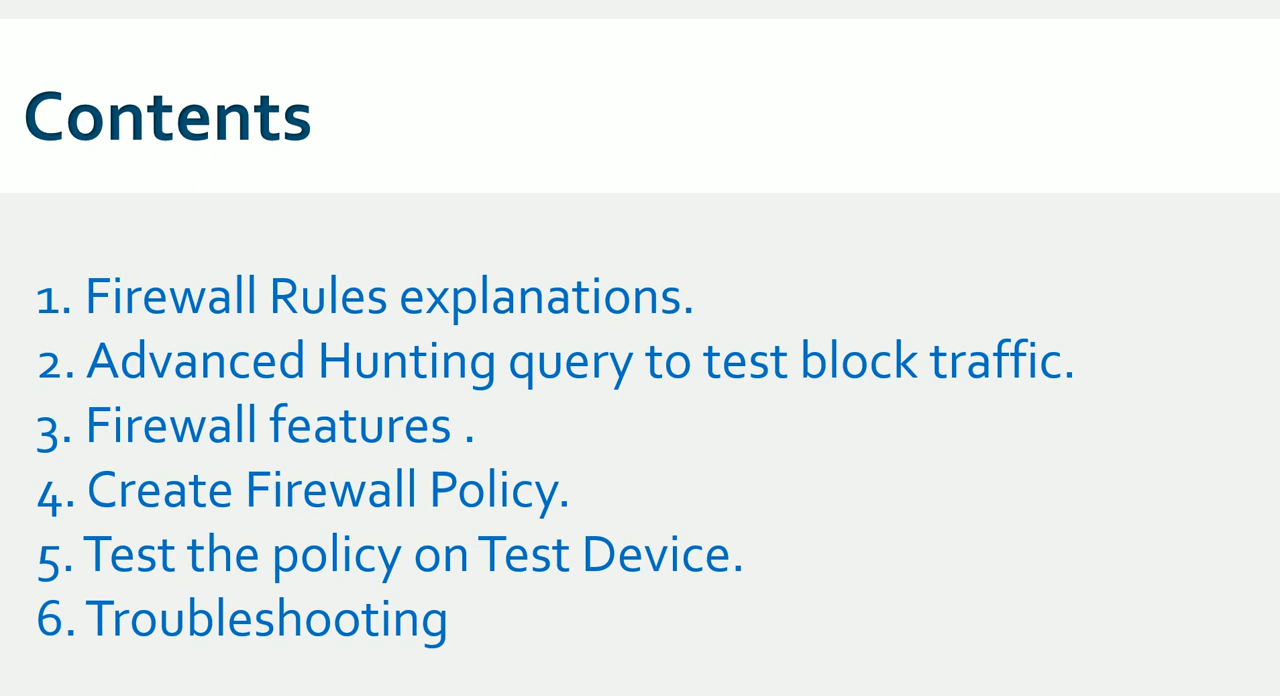 Contents
1. Firewall Rules explanations.
2. Advanced Hunting query to test block traffic.
3. Firewall features .
4. Create Firewall Policy.
5. Test the policy on Test Device.
6. Troubleshooting